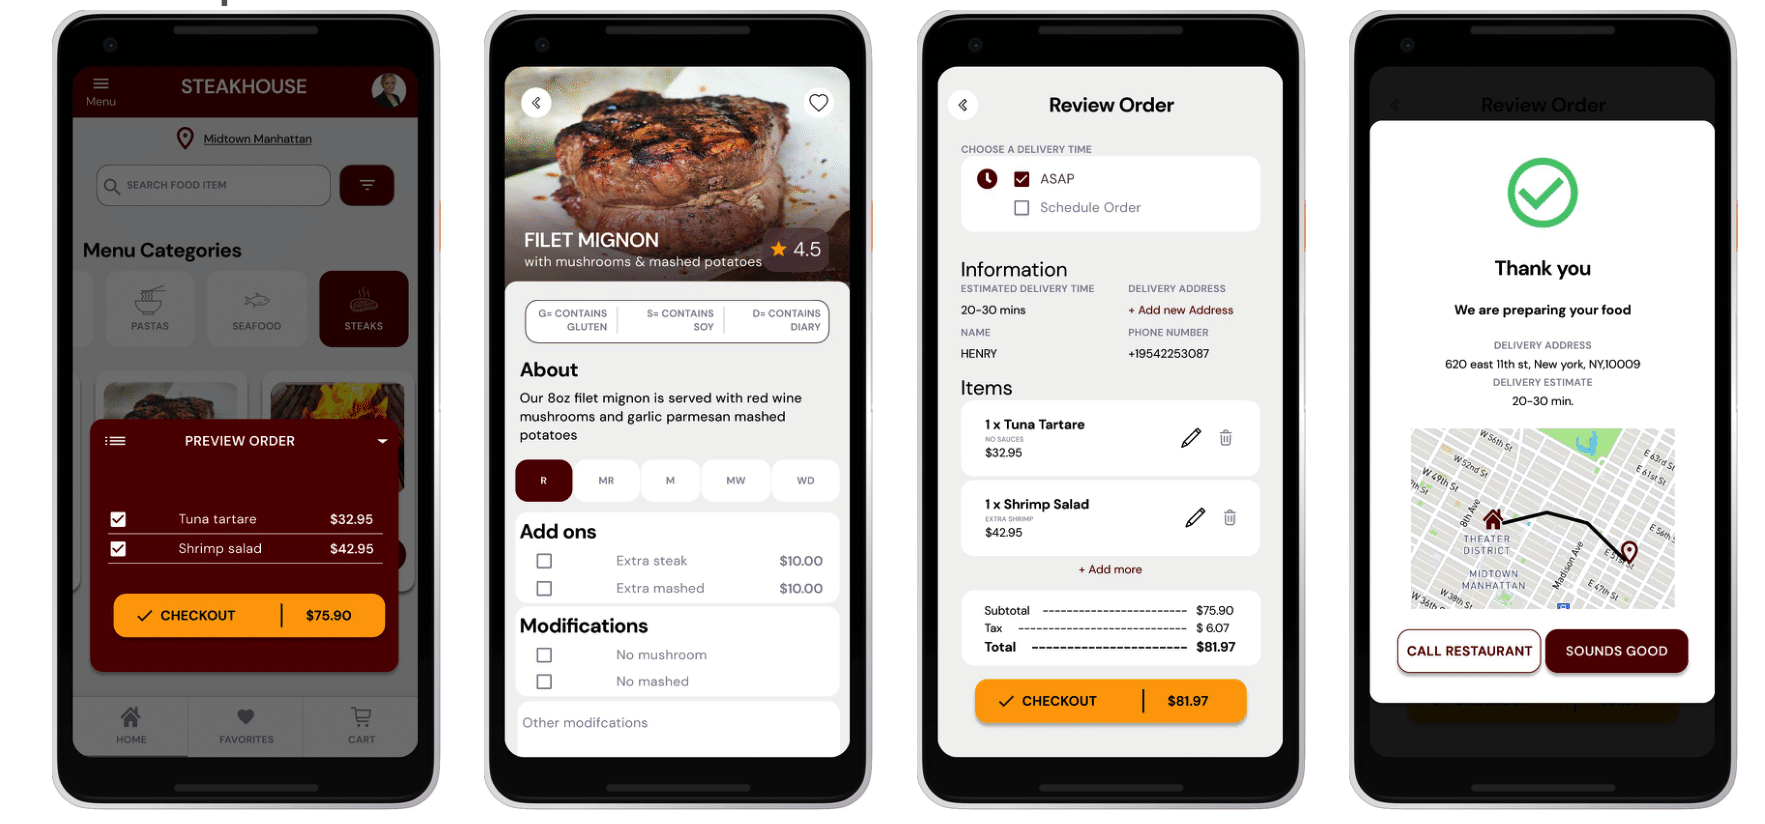 STEAKHOUSE
Menu
Midtown Manhattan
SEARCH FOOD ITEM
Menu Categories
PASTAS SEAFOOD STEAKS
PREVIEW ORDER
Tuna tartare $32.95
Shrimp salad $42.95
CHECKOUT $75.90
HOME FAVORITES CART
FILET MIGNON
with mushrooms & mashed potatoes
4.5
G= CONTAINS GLUTEN
S= CONTAINS SOY
D= CONTAINS DIARY
About
Our 8oz filet mignon is served with red wine
mushrooms and garlic parmesan mashed
potatoes
R MR M MW WD
Add ons
Extra steak $10.00
Extra mashed $10.00
Modifications
No mushroom
No mashed
Other modifcations
Review Order
CHOOSE A DELIVERY TIME
ASAP
Schedule Order
Information
ESTIMATED DELIVERY TIME DELIVERY ADDRESS
20-30 mins + Add new Address
NAME PHONE NUMBER
HENRY +19542253087
Items
1 x Tuna Tartare
NO SAUCES
$32.95
1 x Shrimp Salad
EXTRA SHRIMP
$42.95
+ Add more
Subtotal ------------------------ $75.90
Tax ---------------------------- $ 6.07
Total ---------------------- $81.97
CHECKOUT $81.97
Review Order
Thank you
We are preparing your food
DELIVERY ADDRESS
620 east 11th st, New york, NY,10009
DELIVERY ESTIMATE
20-30 min.
W 56th St
W 52nd St
W 49th St
E 63rd St
E 61st St
8th Ave
E 56th St
THEATER
DISTRICT
E 51st St
Madison Ave
MIDTOWN
MANHATTAN
E 47th St
W 38th St
W 36th
CALL RESTAURANT SOUNDS GOOD
CHECKOUT